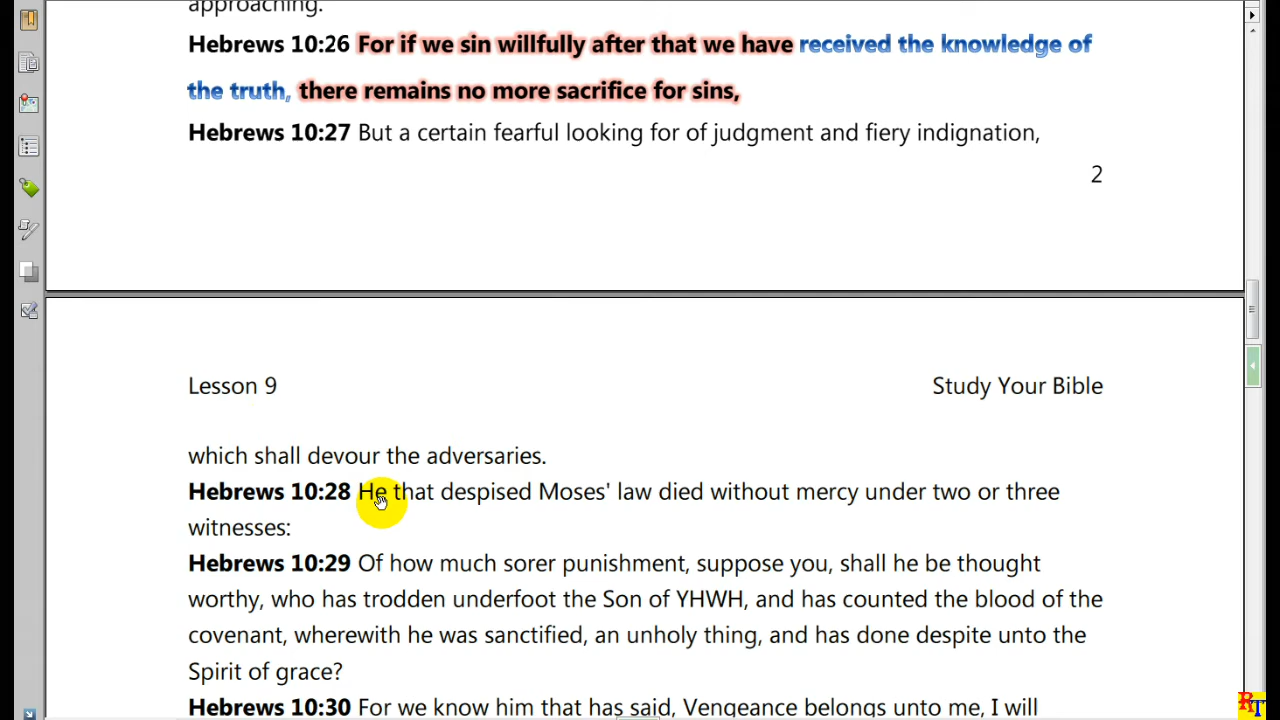 approaching.
Hebrews 10:26 For if we sin willfully after that we have received the knowledge of
the truth, there remains no more sacrifice for sins,
Hebrews 10:27 But a certain fearful looking for of judgment and fiery indignation,
2
Lesson 9 Study Your Bible
which shall devour the adversaries.
Hebrews 10:28 He that despised Moses' law died without mercy under two or three
witnesses:
Hebrews 10:29 Of how much sorer punishment, suppose you, shall he be thought
worthy, who has trodden underfoot the Son of YHWH, and has counted the blood of the
covenant, wherewith he was sanctified, an unholy thing, and has done despite unto the
Spirit of grace?
Hebrews 10:30 For we know him that has said, Vengeance belongs unto me, I will
RT